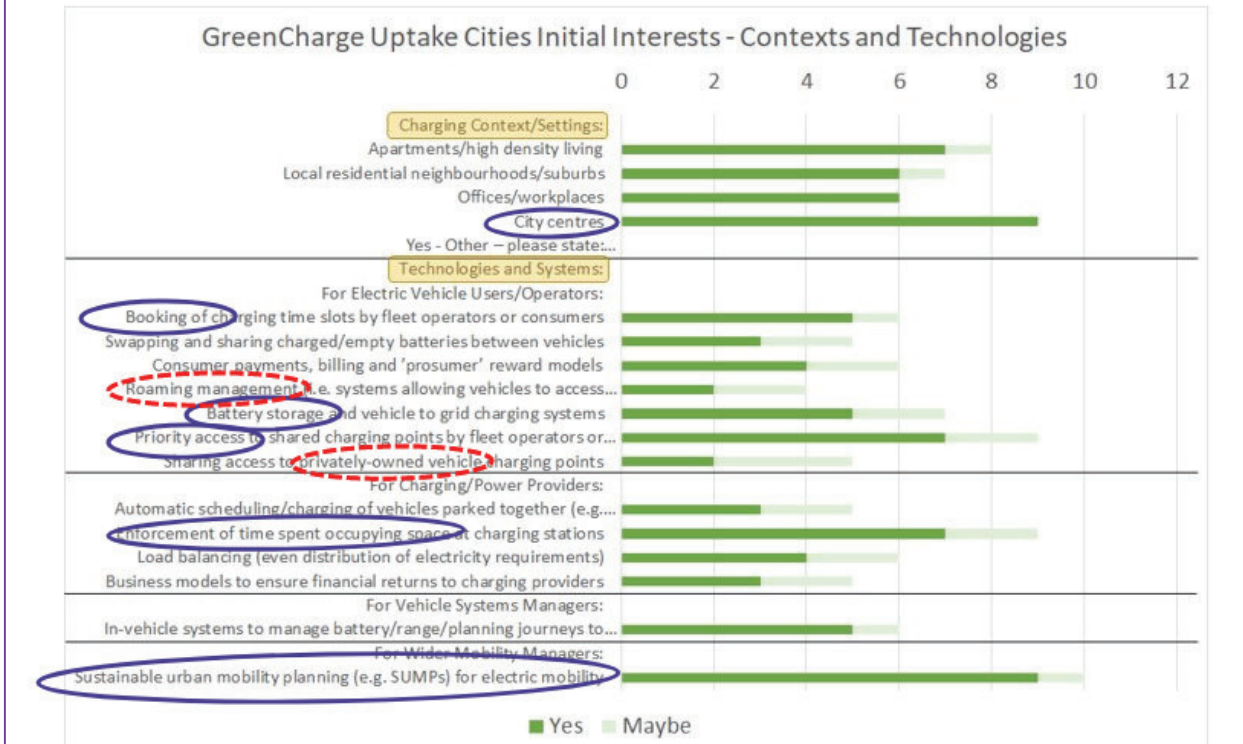 GreenCharge Uptake Cities Initial Interests - Contexts and Technologies
0 2 4 6 8 10 12
Charging Context/Settings:
Apartments/high density living
Local residential neighbourhoods/suburbs
Offices/workplaces
City centres
Yes - Other – please state:...
Technologies and Systems:
For Electric Vehicle Users/Operators:
Booking of charging time slots by fleet operators or consumers
Swapping and sharing charged/empty batteries between vehicles
Consumer payments, billing and 'prosumer' reward models
Roaming management i.e. systems allowing vehicles to access...
Battery storage and vehicle to grid charging systems
Priority access to shared charging points by fleet operators or...
Sharing access to privately-owned vehicle charging points
For Charging/Power Providers:
Automatic scheduling/charging of vehicles parked together (e.g....
Enforcement of time spent occupying space at charging stations
Load balancing (even distribution of electricity requirements)
Business models to ensure financial returns to charging providers
For Vehicle Systems Managers:
In-vehicle systems to manage battery/range/planning journeys to...
For Wider Mobility Managers:
Sustainable urban mobility planning (e.g. SUMPs) for electric mobility
Yes Maybe